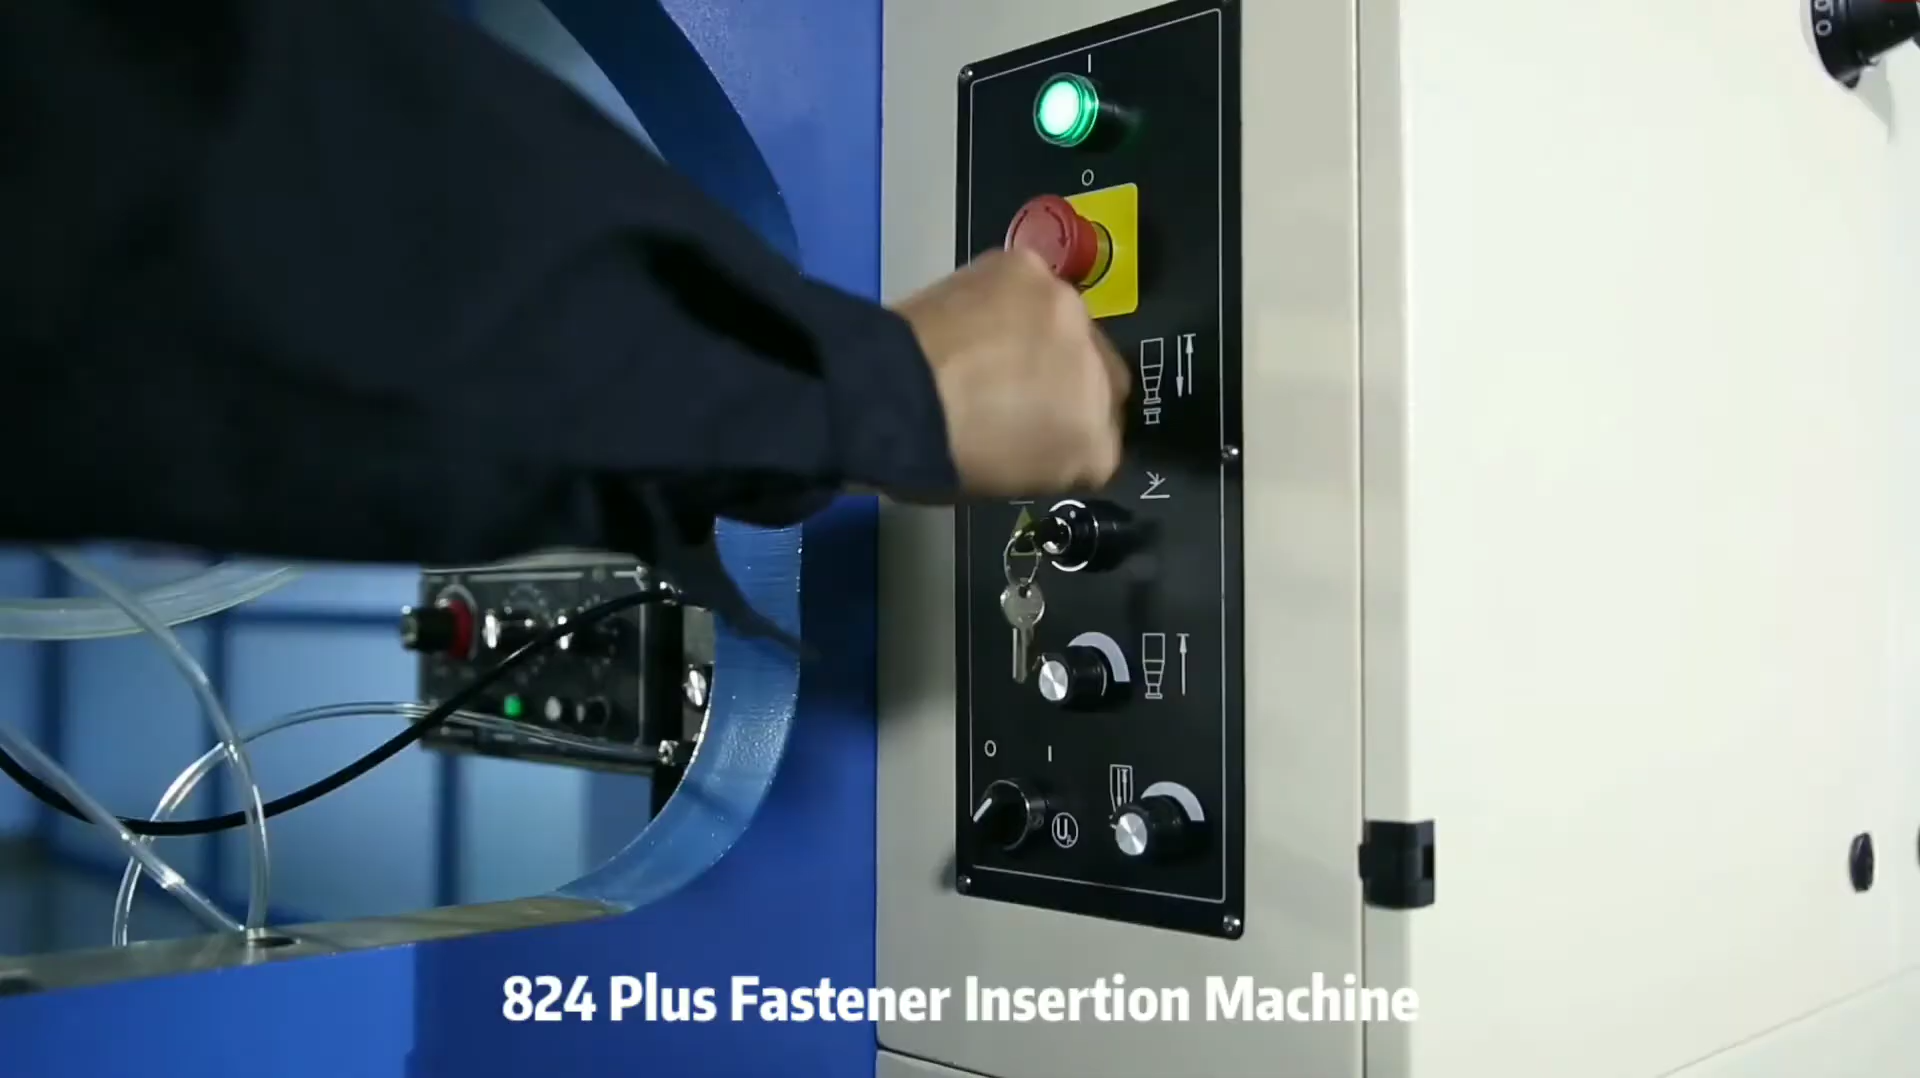 I
O
O I
824 Plus Fastener Insertion Machine